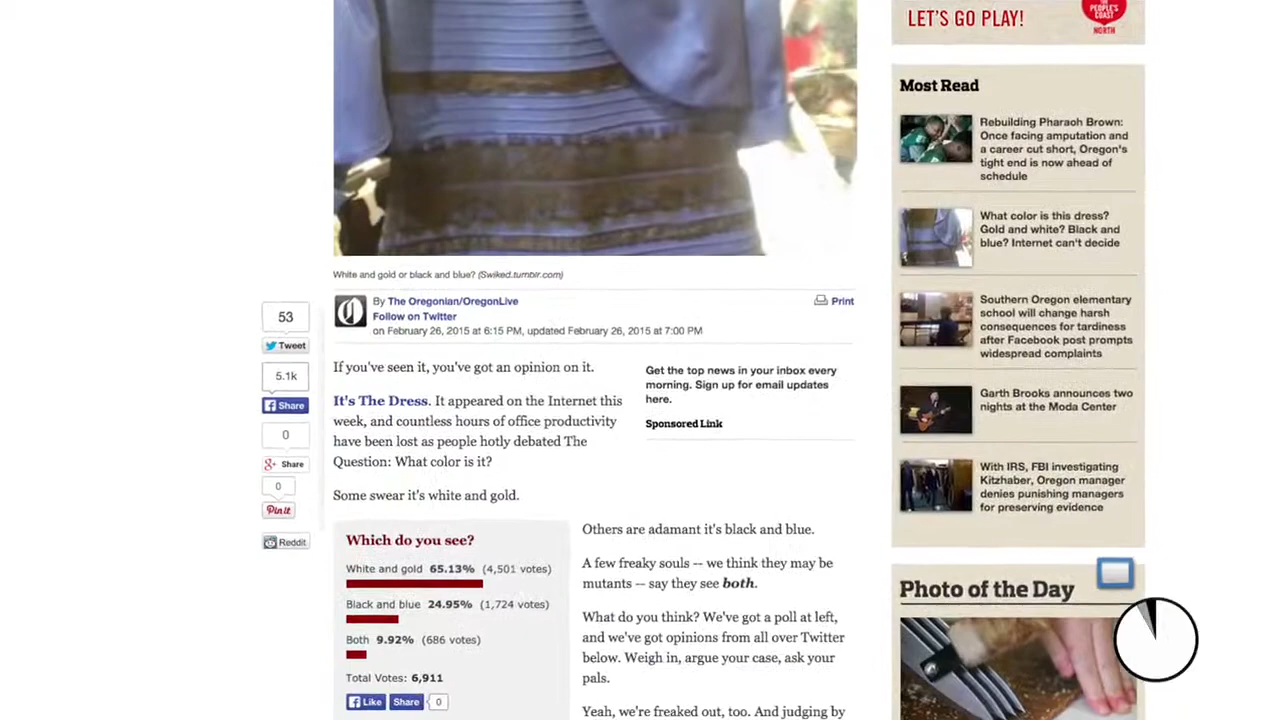 LET'S GO PLAY!
THE
PEOPLE'S
COAST
NORTH
Most Read
Rebuilding Pharaoh Brown:
Once facing amputation and
a career cut short, Oregon's
tight end is now ahead of
schedule
What color is this dress?
Gold and white? Black and
blue? Internet can't decide
Southern Oregon elementary
school will change harsh
consequences for tardiness
after Facebook post prompts
widespread complaints
Garth Brooks announces two
nights at the Moda Center
With IRS, FBI investigating
Kitzhaber, Oregon manager
denies punishing managers
for preserving evidence
Photo of the Day
White and gold or black and blue? (Swiked.tumblr.com)
O
By The Oregonian/OregonLive
Follow on Twitter
on February 26, 2015 at 6:15 PM, updated February 26, 2015 at 7:00 PM
Print
53
Tweet
5.1k
Share
0
Share
0
Pin it
Reddit
If you've seen it, you've got an opinion on it.
It's The Dress. It appeared on the Internet this
week, and countless hours of office productivity
have been lost as people hotly debated The
Question: What color is it?
Some swear it's white and gold.
Get the top news in your inbox every
morning. Sign up for email updates
here.
Sponsored Link
Which do you see?
White and gold 65.13% (4,501 votes)
Black and blue 24.95% (1,724 votes)
Both 9.92% (686 votes)
Total Votes: 6,911
Like Share 0
Others are adamant it's black and blue.
A few freaky souls -- we think they may be
mutants -- say they see both.
What do you think? We've got a poll at left,
and we've got opinions from all over Twitter
below. Weigh in, argue your case, ask your
pals.
Yeah, we're freaked out, too. And judging by